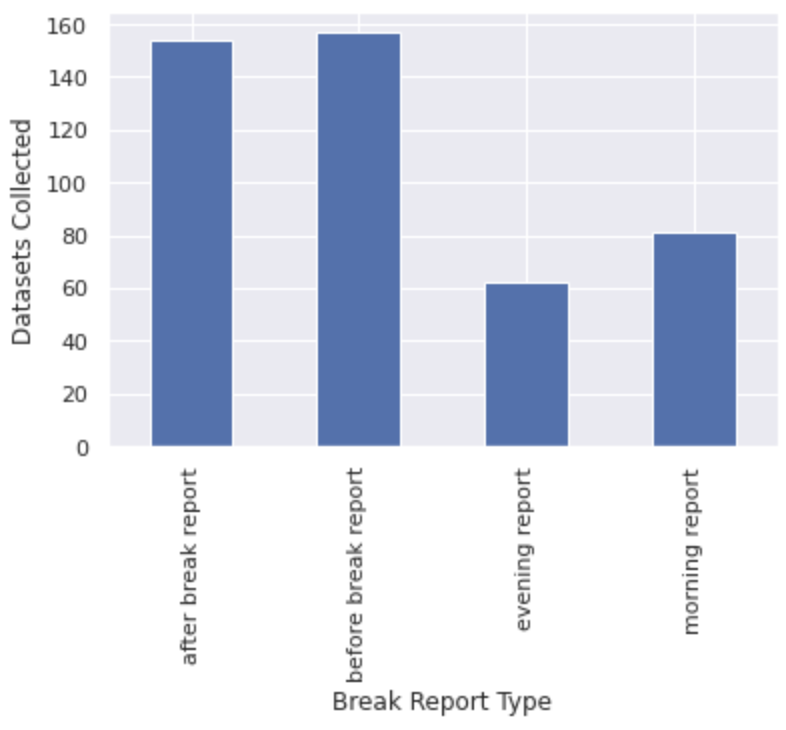 160
140
120
100
80
60
40
20
0
Datasets Collected
after break report
before break report
evening report
morning report
Break Report Type